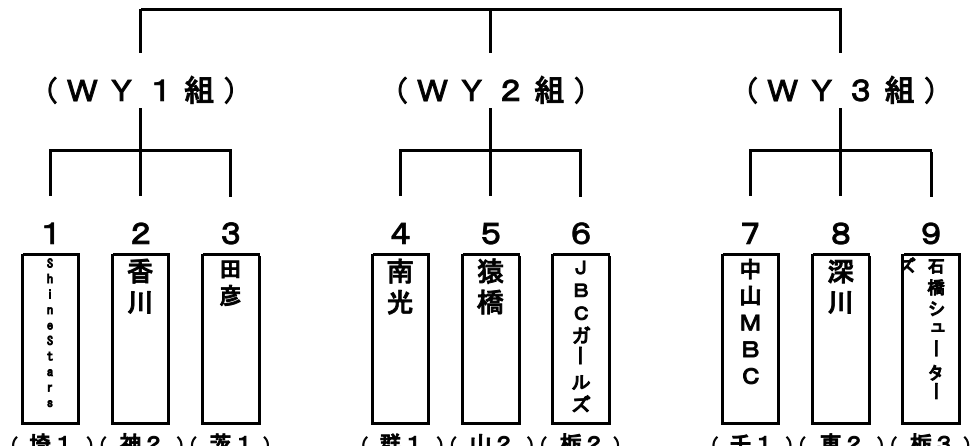 （ＷＹ１組） （ＷＹ２組） （ＷＹ３組）
１ ２ ３ ４ ５ ６ ７ ８ ９
ＳｈｉｎｅＳｔａｒｓ
香川
田彦
南光
猿橋
ＪＢＣガールズ
中山ＭＢＣ
深川
石橋シューターズ
（埼１）（神２）（茨１） （群１）（山２）（栃２） （千１）（東２）（栃３）